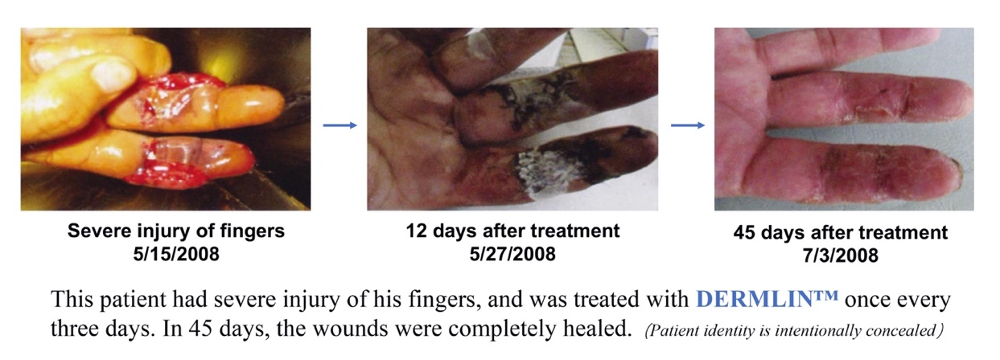 Severe injury of fingers
5/15/2008
12 days after treatment
5/27/2008
45 days after treatment
7/3/2008
This patient had severe injury of his fingers, and was treated with DERMLIN™ once every
three days. In 45 days, the wounds were completely healed. (Patient identity is intentionally concealed)